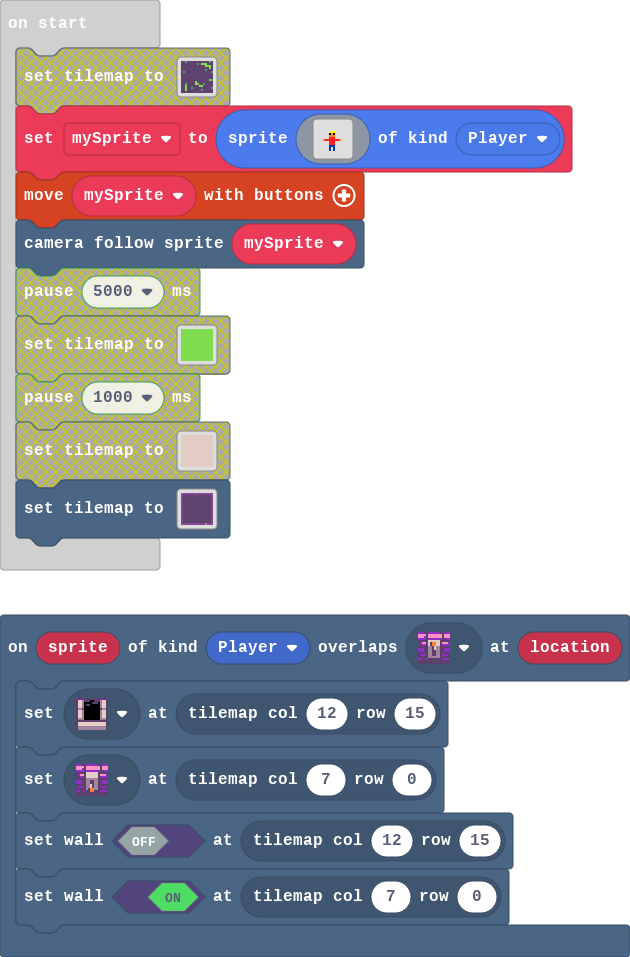 on start
set tilemap to
set mySprite to sprite of kind Player
move mySprite with buttons
camera follow sprite mySprite
pause 5000 ms
set tilemap to
pause 1000 ms
set tilemap to
set tilemap to
on sprite of kind Player overlaps at location
set at tilemap col 12 row 15
set at tilemap col 7 row 0
set wall OFF at tilemap col 12 row 15
set wall ON at tilemap col 7 row 0